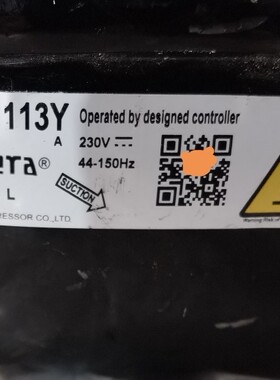 113Y Operated by designed controller
A 230V ⎓
era® 44-150Hz
SUCTION
L
RESSOR CO.,LTD.